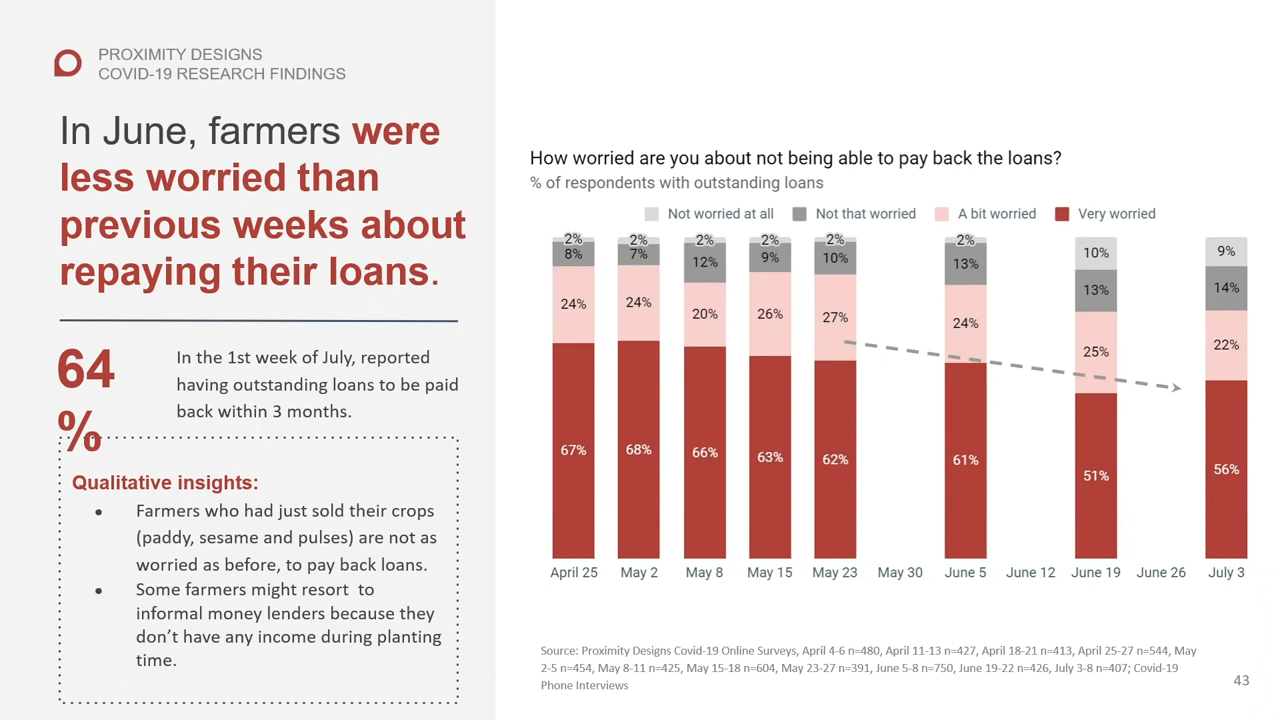 PROXIMITY DESIGNS
COVID-19 RESEARCH FINDINGS
In June, farmers were
less worried than
previous weeks about
repaying their loans.
64
%
In the 1st week of July, reported
having outstanding loans to be paid
back within 3 months.
Qualitative insights:
• Farmers who had just sold their crops
(paddy, sesame and pulses) are not as
worried as before, to pay back loans.
• Some farmers might resort to
informal money lenders because they
don't have any income during planting
time.
How worried are you about not being able to pay back the loans?
% of respondents with outstanding loans
Not worried at all Not that worried A bit worried Very worried
2% 2% 2% 2% 2% 2% 10% 9%
8% 7% 12% 9% 10% 13% 13% 14%
24% 24% 20% 26% 27% 24% 25% 22%
67% 68% 66% 63% 62% 61% 51% 56%
April 25 May 2 May 8 May 15 May 23 May 30 June 5 June 12 June 19 June 26 July 3
Source: Proximity Designs Covid-19 Online Surveys, April 4-6 n=480, April 11-13 n=427, April 18-21 n=413, April 25-27 n=544, May
2-5 n=454, May 8-11 n=425, May 15-18 n=604, May 23-27 n=391, June 5-8 n=750, June 19-22 n=426, July 3-8 n=407; Covid-19
Phone Interviews
43